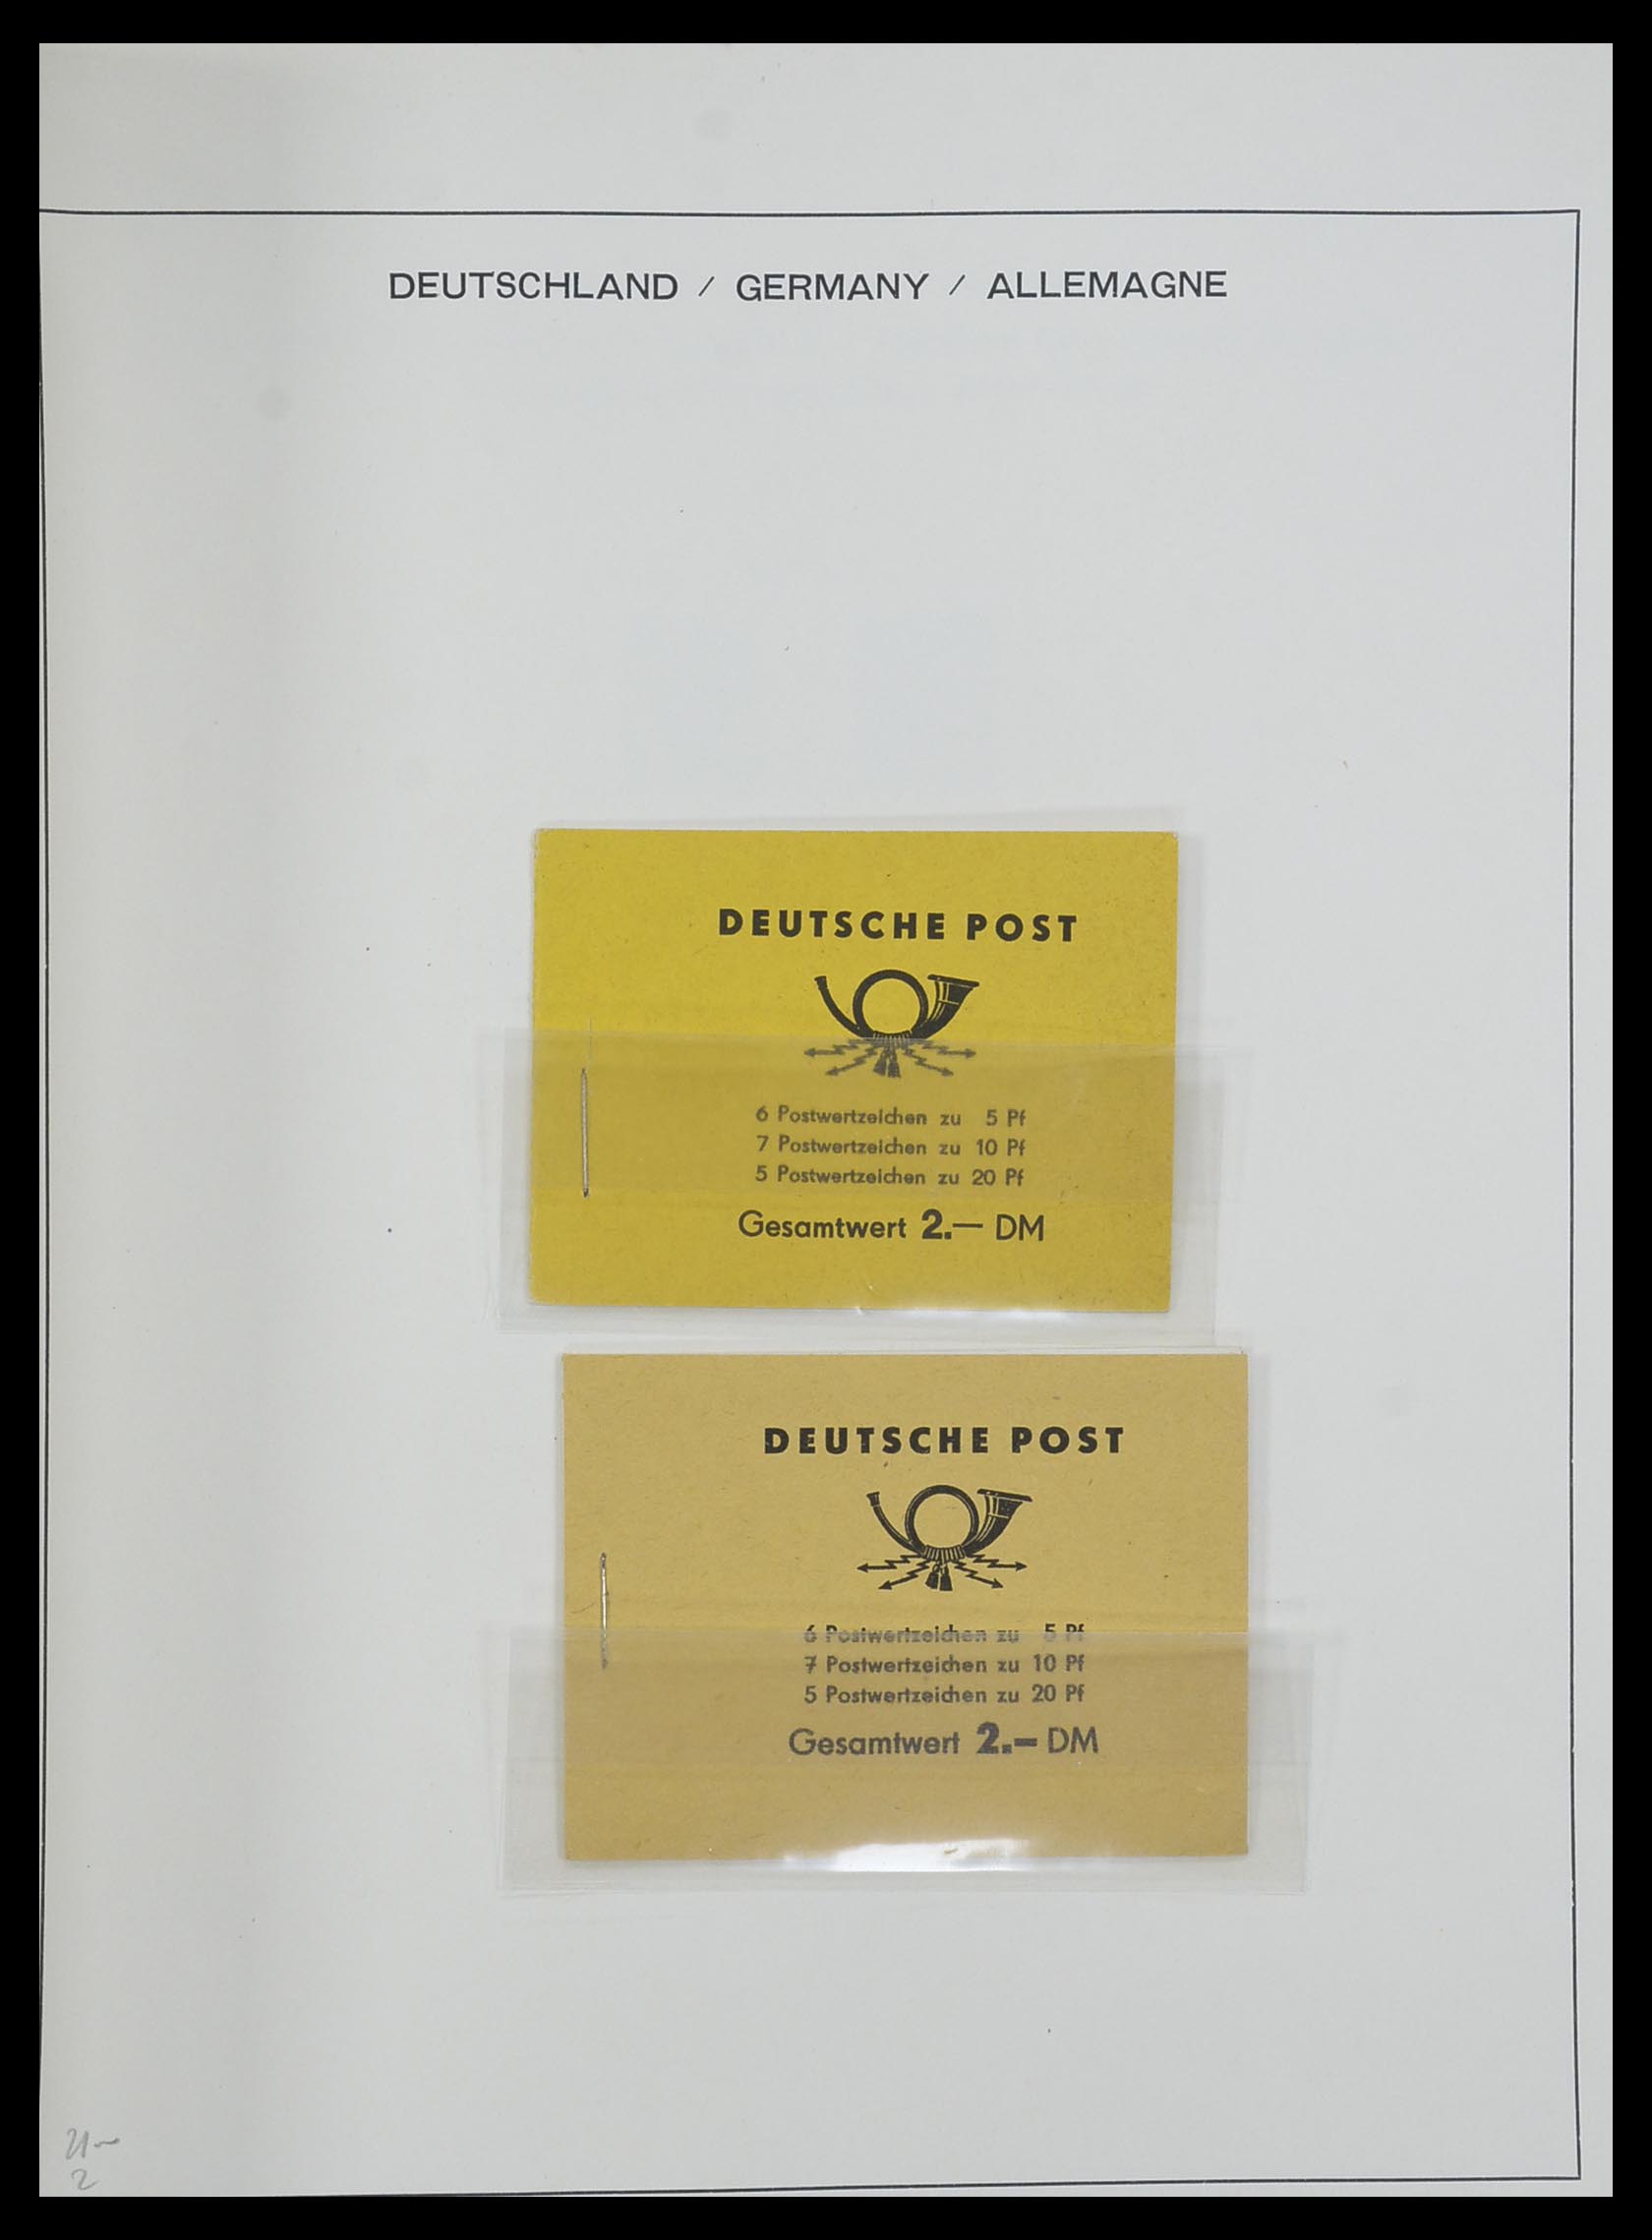 DEUTSCHLAND / GERMANY / ALLEMAGNE
DEUTSCHE POST
6 Postwertzeichen zu 5 Pf
7 Postwertzeichen zu 10 Pf
5 Postwertzeichen zu 20 Pf
Gesamtwert 2.— DM
DEUTSCHE POST
6 Postwertzeichen zu 5 Pf
7 Postwertzeichen zu 10 Pf
5 Postwertzeichen zu 20 Pf
Gesamtwert 2.– DM
2